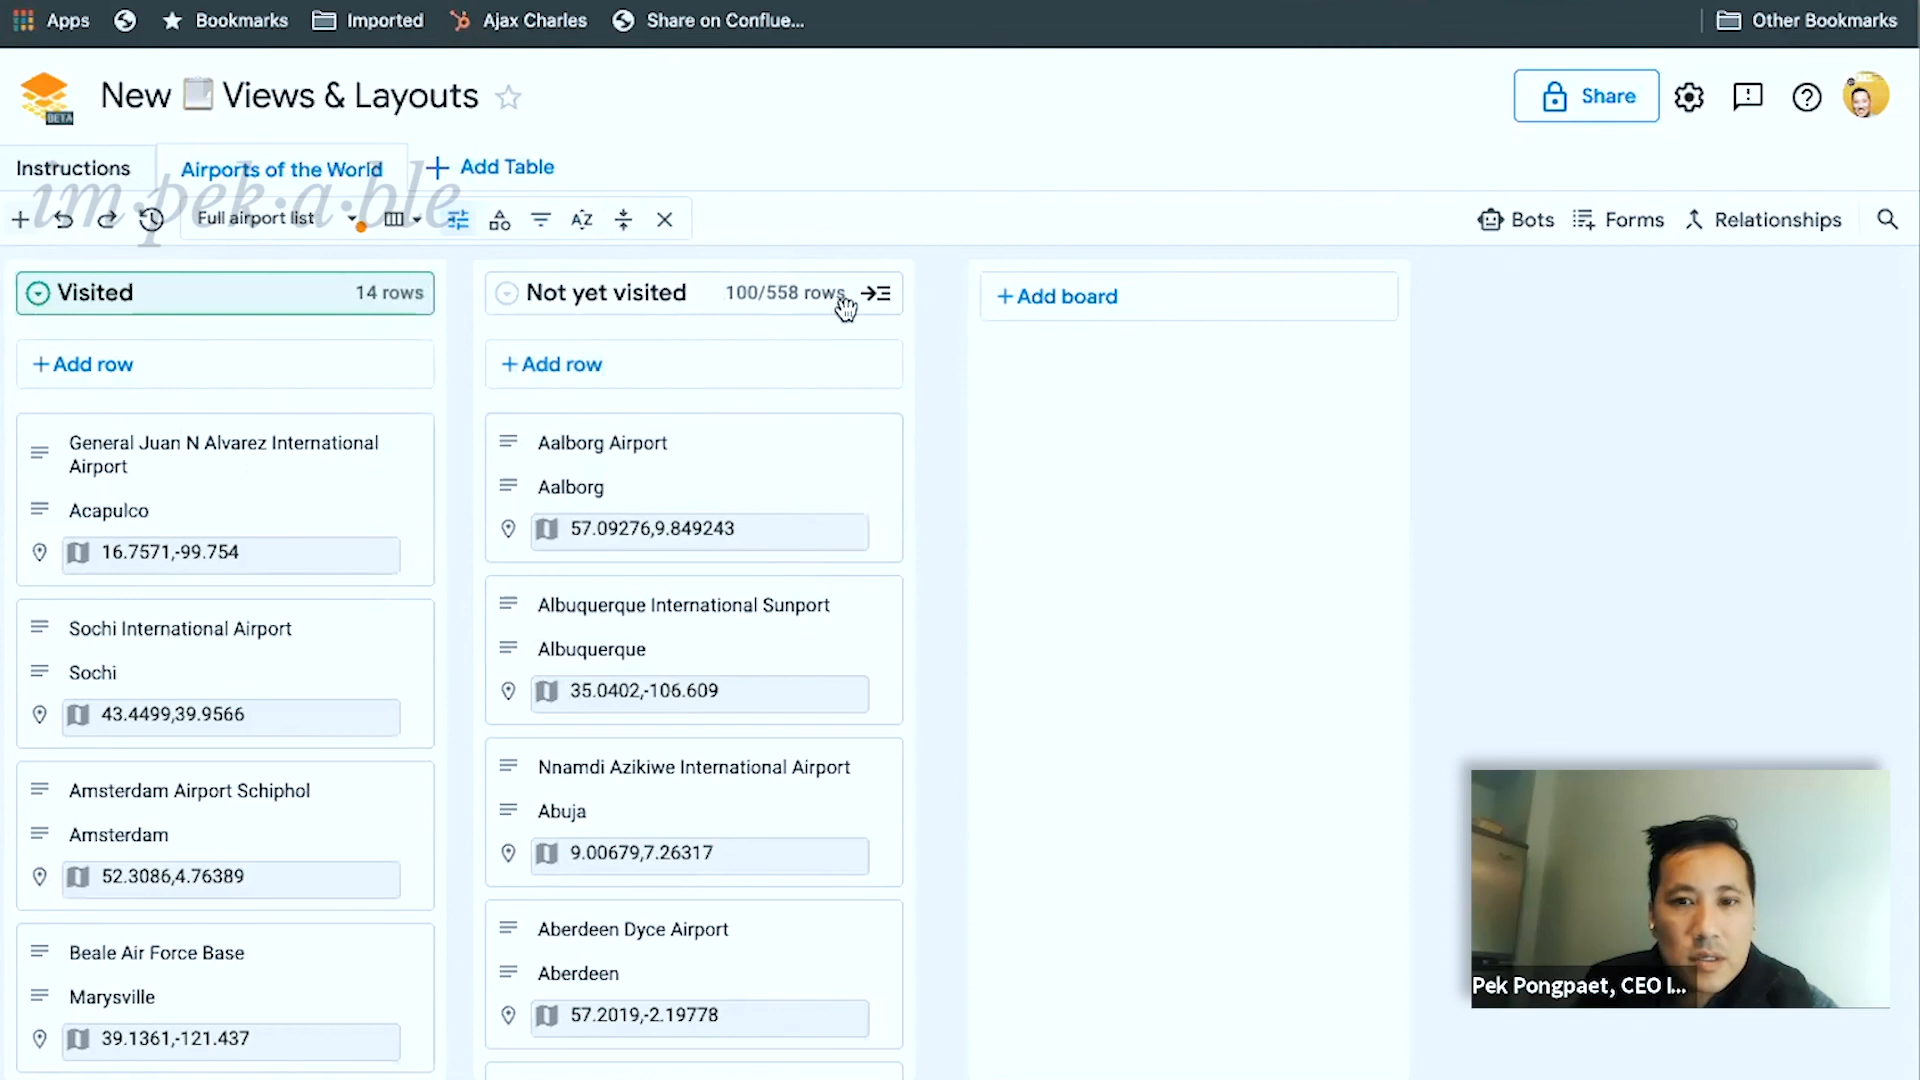 Apps Bookmarks Imported Ajax Charles Share on Conflue... Other Bookmarks
BETA New Views & Layouts Share
Instructions Airports of the World + Add Table
im·pek·a·ble
Full airport list Bots Forms Relationships
Visited 14 rows
Not yet visited 100/558 rows
+Add board
+Add row
General Juan N Alvarez International
Airport
Acapulco
16.7571,-99.754
Sochi International Airport
Sochi
43.4499,39.9566
Amsterdam Airport Schiphol
Amsterdam
52.3086,4.76389
Beale Air Force Base
Marysville
39.1361,-121.437
+Add row
Aalborg Airport
Aalborg
57.09276,9.849243
Albuquerque International Sunport
Albuquerque
35.0402,-106.609
Nnamdi Azikiwe International Airport
Abuja
9.00679,7.26317
Aberdeen Dyce Airport
Aberdeen
57.2019,-2.19778
Pek Pongpaet, CEO I...